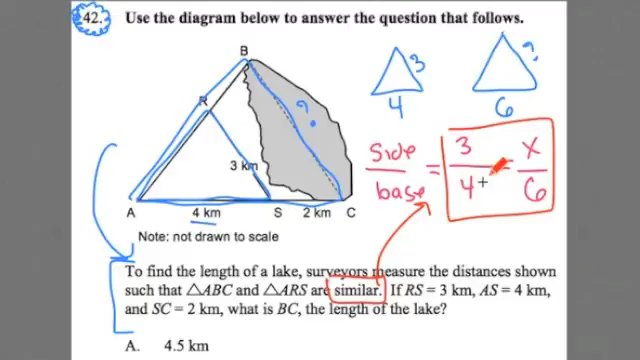 42. Use the diagram below to answer the question that follows.
B
R
?
3 km
A
4 km
S
2 km
C
Note: not drawn to scale
3
4
?
6
side
base
=
3
4
=
x
6
To find the length of a lake, surveyors measure the distances shown
such that △ABC and △ARS are similar. If RS = 3 km, AS = 4 km,
and SC = 2 km, what is BC, the length of the lake?
A. 4.5 km